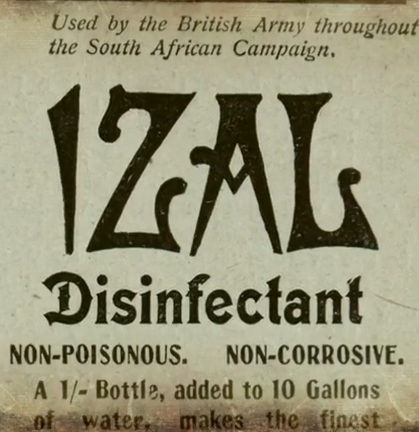 Used by the British Army throughout
the South African Campaign.
IZAL
Disinfectant
NON-POISONOUS. NON-CORROSIVE.
A 1/- Bottle, added to 10 Gallons
of water, makes the finest